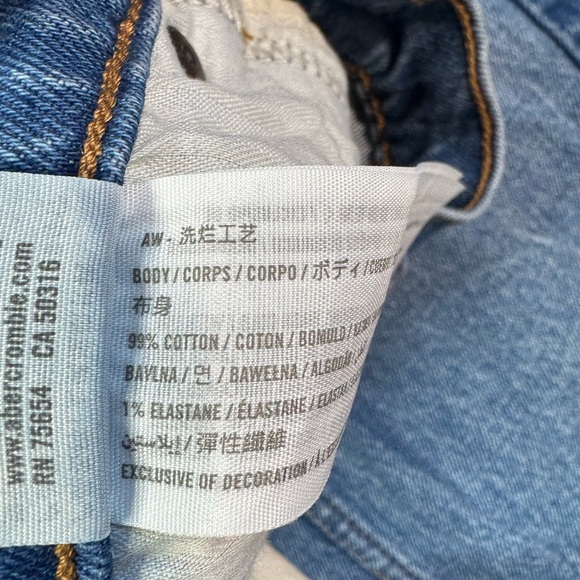 www.abercrombie.com
RN 75654 CA 50316
AW - 洗烂工艺
BODY / CORPS / CORPO / ボディ /
布身
99% COTTON / COTON / BOMULD /
BAVLNA / 면 / BAWEŁNA / ALGODÃO /
1% ELASTANE / ÉLASTANE / ELASTAN
إيلاستين / 彈性纖維
EXCLUSIVE OF DECORATION /